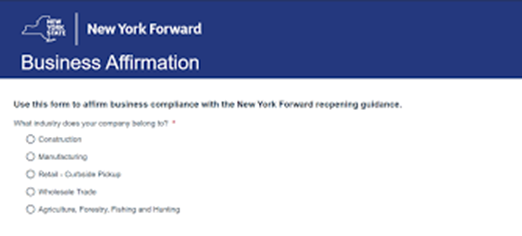 NEW
YORK
STATE
New York Forward
Business Affirmation
Use this form to affirm business compliance with the New York Forward reopening guidance.
What industry does your company belong to? *
Construction
Manufacturing
Retail - Curbside Pickup
Wholesale Trade
Agriculture, Forestry, Fishing and Hunting